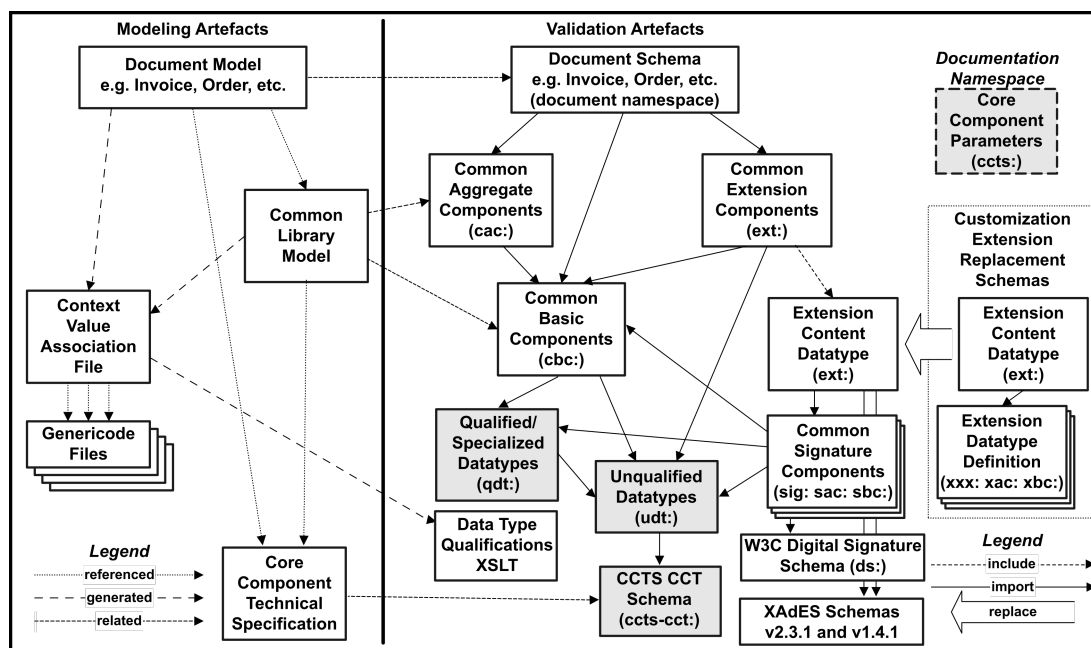 Modeling Artefacts
Validation Artefacts
Document Model
e.g. Invoice, Order, etc.
Document Schema
e.g. Invoice, Order, etc.
(document namespace)
Documentation
Namespace
Core
Component
Parameters
(ccts:)
Common
Library
Model
Common
Aggregate
Components
(cac:)
Common
Extension
Components
(ext:)
Customization
Extension
Replacement
Schemas
Context
Value
Association
File
Common
Basic
Components
(cbc:)
Extension
Content
Datatype
(ext:)
Extension
Content
Datatype
(ext:)
Genericode
Files
Qualified/
Specialized
Datatypes
(qdt:)
Unqualified
Datatypes
(udt:)
Common
Signature
Components
(sig: sac: sbc:)
Extension
Datatype
Definition
(xxx: xac: xbc:)
Data Type
Qualifications
XSLT
W3C Digital Signature
Schema (ds:)
Legend
referenced
generated
related
Core
Component
Technical
Specification
CCTS CCT
Schema
(ccts-cct:)
XAdES Schemas
v2.3.1 and v1.4.1
Legend
include
import
replace